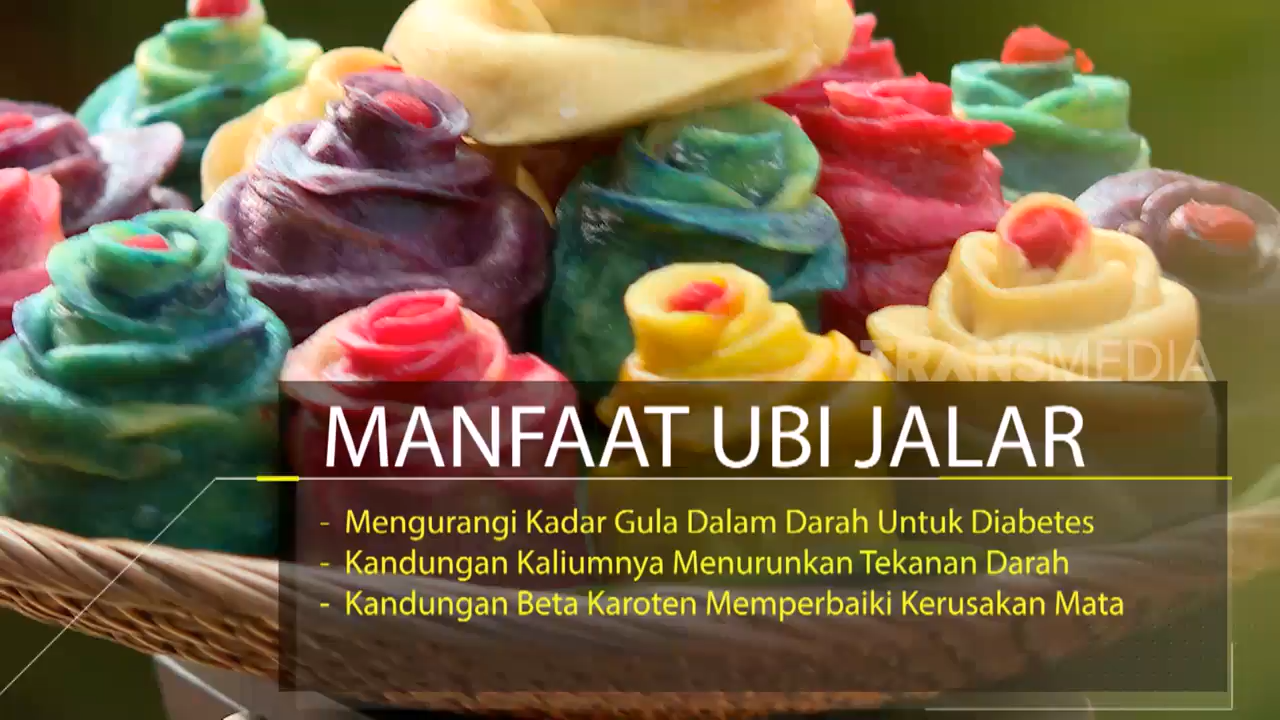 TRANSMEDIA
MANFAAT UBI JALAR
- Mengurangi Kadar Gula Dalam Darah Untuk Diabetes
- Kandungan Kaliumnya Menurunkan Tekanan Darah
- Kandungan Beta Karoten Memperbaiki Kerusakan Mata